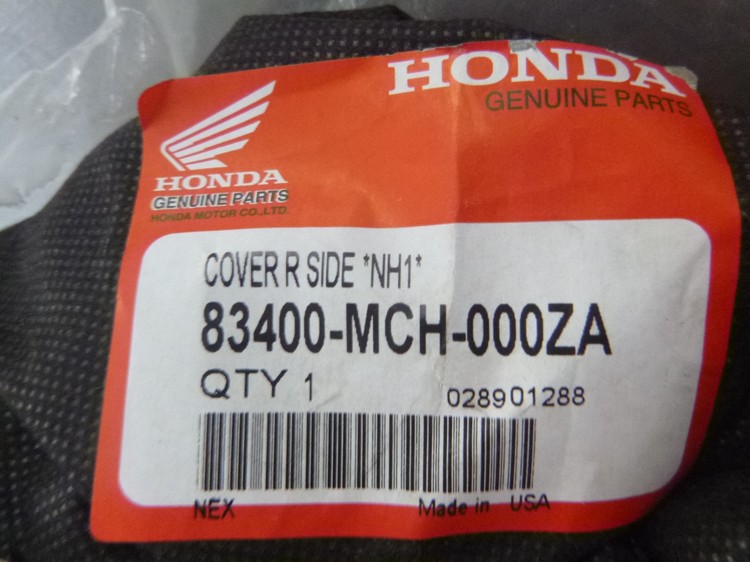 HONDA
GENUINE PARTS
HONDA
GENUINE PARTS
HONDA MOTOR CO.,LTD.
COVER R SIDE *NH1*
83400-MCH-000ZA
QTY 1
028901288
NEX
Made in USA